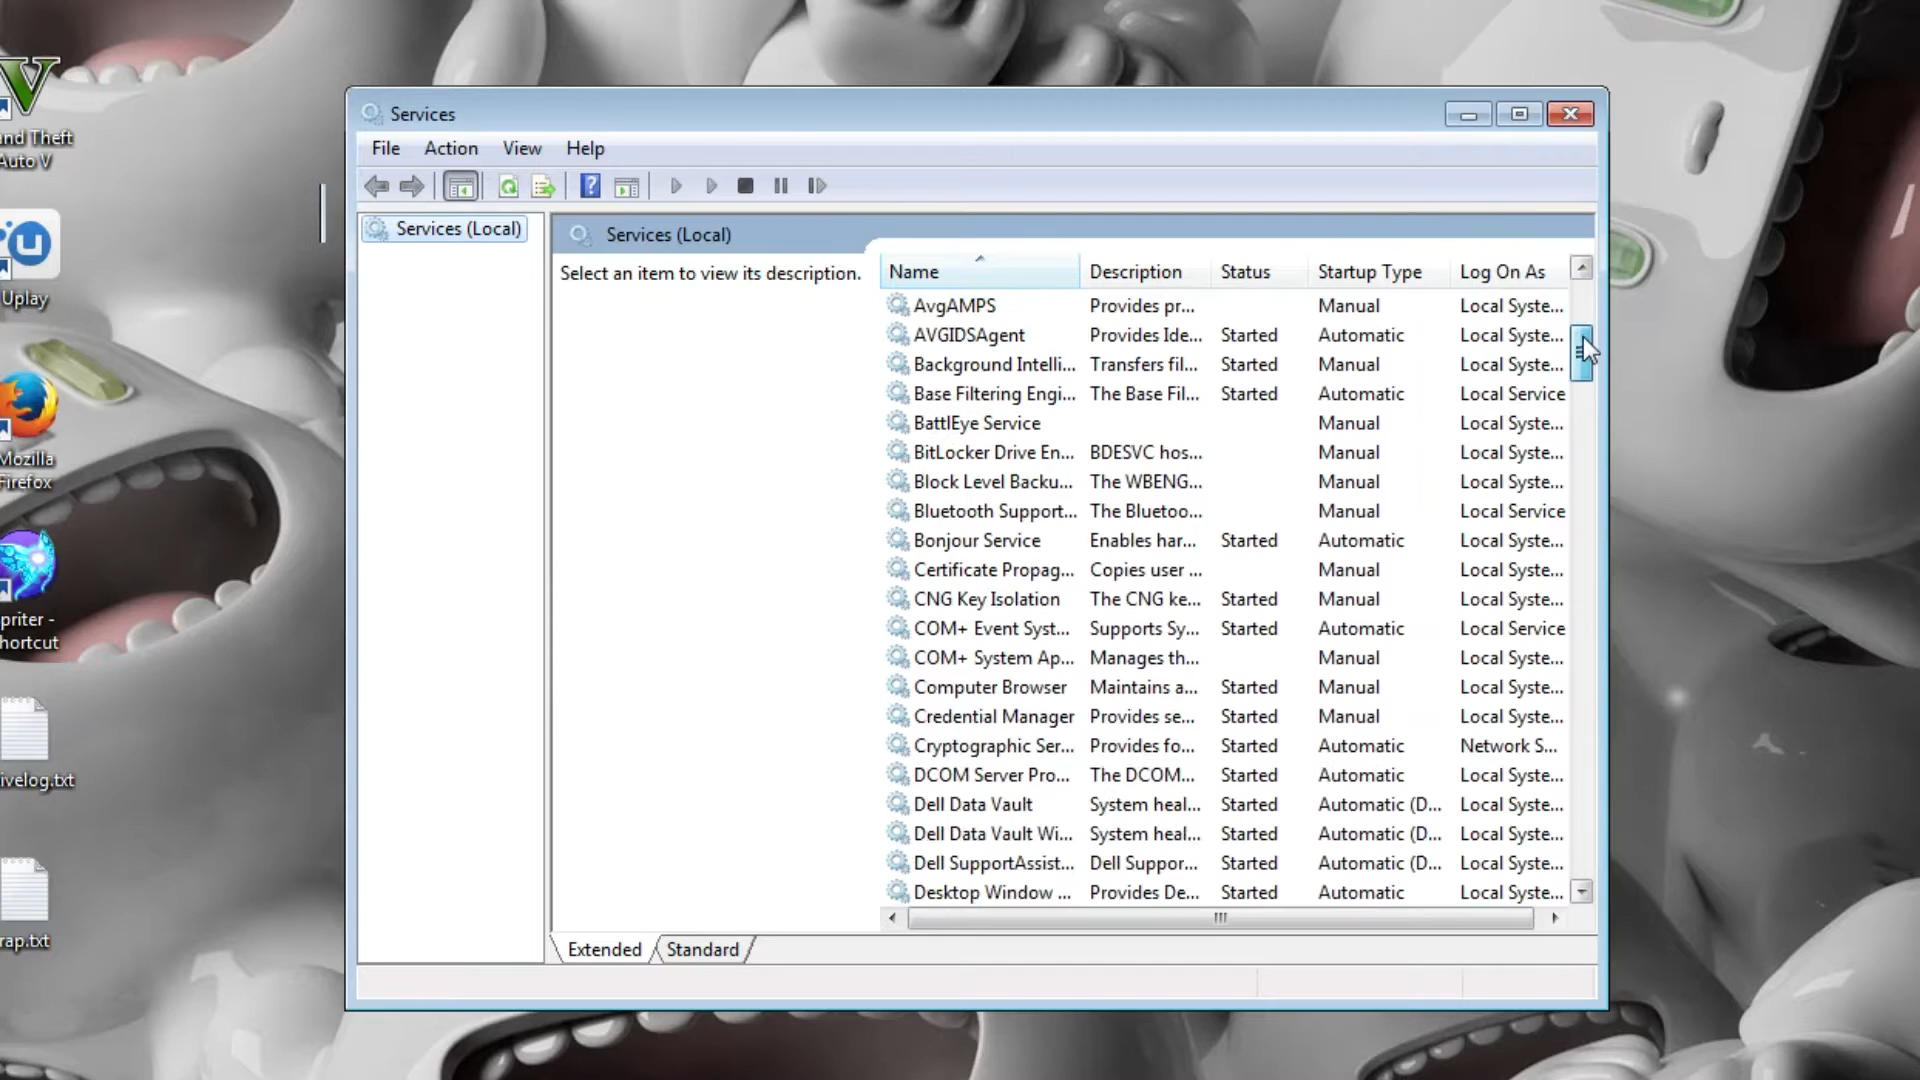 Services
File Action View Help
Services (Local)
Services (Local)
Select an item to view its description.
Name Description Status Startup Type Log On As
AvgAMPS Provides pr... Manual Local Syste...
AVGIDSAgent Provides Ide... Started Automatic Local Syste...
Background Intelli... Transfers fil... Started Manual Local Syste...
Base Filtering Engi... The Base Fil... Started Automatic Local Service
BattlEye Service Manual Local Syste...
BitLocker Drive En... BDESVC hos... Manual Local Syste...
Block Level Backu... The WBENG... Manual Local Syste...
Bluetooth Support... The Bluetoo... Manual Local Service
Bonjour Service Enables har... Started Automatic Local Syste...
Certificate Propag... Copies user ... Manual Local Syste...
CNG Key Isolation The CNG ke... Started Manual Local Syste...
COM+ Event Syst... Supports Sy... Started Automatic Local Service
COM+ System Ap... Manages th... Manual Local Syste...
Computer Browser Maintains a... Started Manual Local Syste...
Credential Manager Provides se... Started Manual Local Syste...
Cryptographic Ser... Provides fo... Started Automatic Network S...
DCOM Server Pro... The DCOM... Started Automatic Local Syste...
Dell Data Vault System heal... Started Automatic (D... Local Syste...
Dell Data Vault Wi... System heal... Started Automatic (D... Local Syste...
Dell SupportAssist... Dell Suppor... Started Automatic (D... Local Syste...
Desktop Window ... Provides De... Started Automatic Local Syste...
Extended Standard
V
and Theft
Auto V
Uplay
Mozilla
Firefox
priter -
hortcut
ivelog.txt
rap.txt